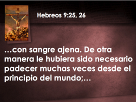 Hebreos 9:25, 26
…con sangre ajena. De otra
manera le hubiera sido necesario
padecer muchas veces desde el
principio del mundo;…